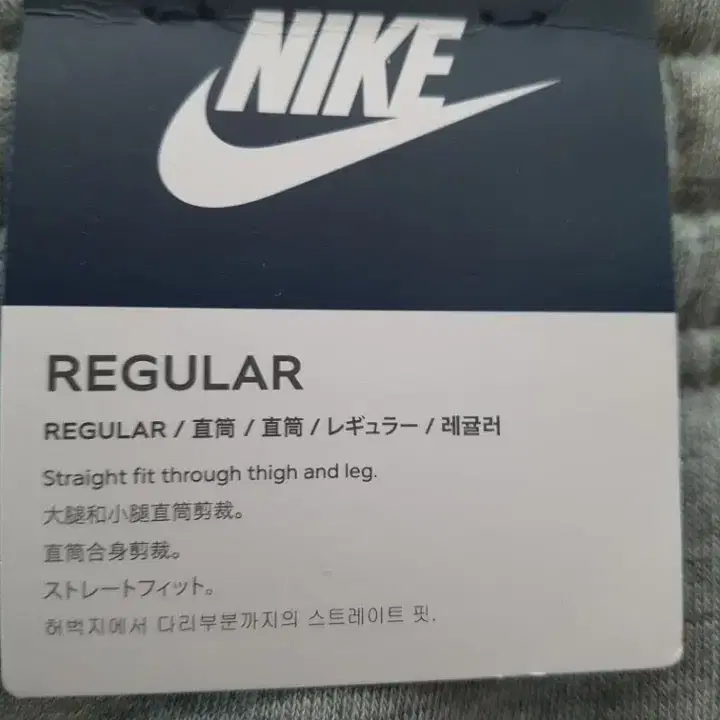 NIKE
REGULAR
REGULAR / 直筒 / 直筒 / レギュラー / 레귤러
Straight fit through thigh and leg.
大腿和小腿直筒剪裁。
直筒合身剪裁。
ストレートフィット。
허벅지에서 다리부분까지의 스트레이트 핏.